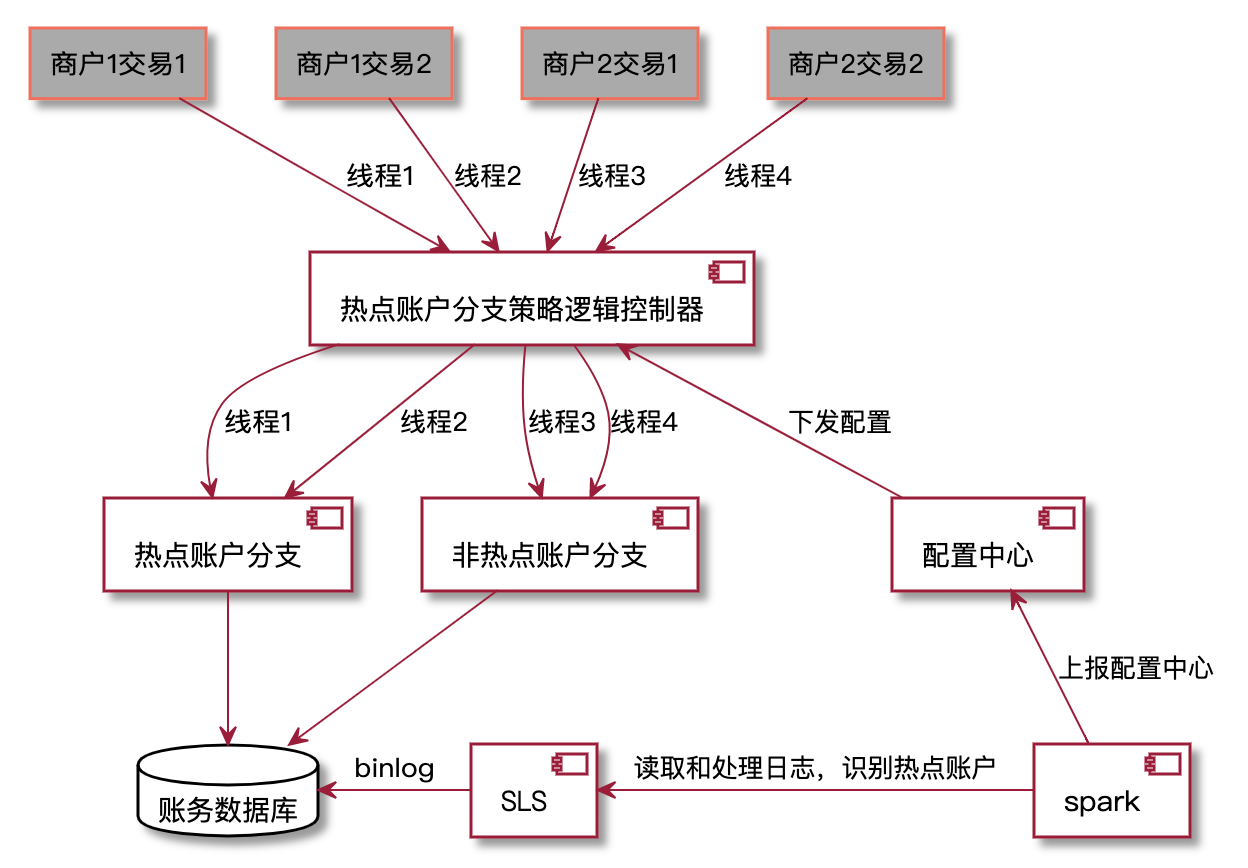 商户1交易1
商户1交易2
商户2交易1
商户2交易2
线程1
线程2
线程3
线程4
热点账户分支策略逻辑控制器
线程1
线程2
线程3
线程4
下发配置
热点账户分支
非热点账户分支
配置中心
上报配置中心
账务数据库
binlog
SLS
读取和处理日志，识别热点账户
spark